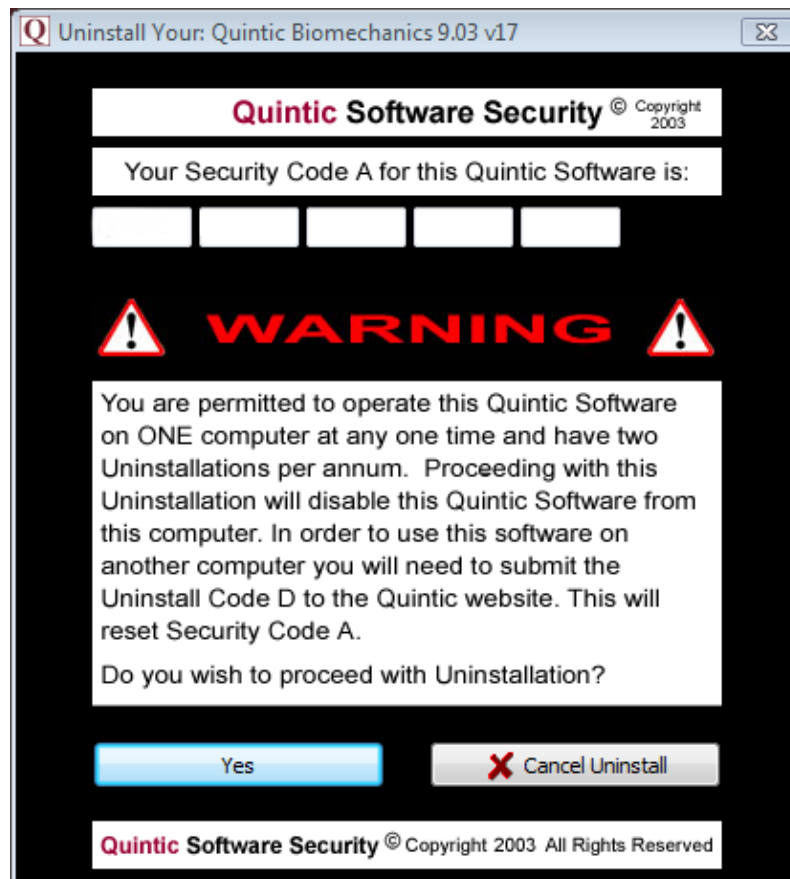 Uninstall Your: Quintic Biomechanics 9.03 v17
Quintic Software Security © Copyright 2003
Your Security Code A for this Quintic Software is:
WARNING
You are permitted to operate this Quintic Software
on ONE computer at any one time and have two
Uninstallations per annum. Proceeding with this
Uninstallation will disable this Quintic Software from
this computer. In order to use this software on
another computer you will need to submit the
Uninstall Code D to the Quintic website. This will
reset Security Code A.
Do you wish to proceed with Uninstallation?
Yes
Cancel Uninstall
Quintic Software Security © Copyright 2003 All Rights Reserved